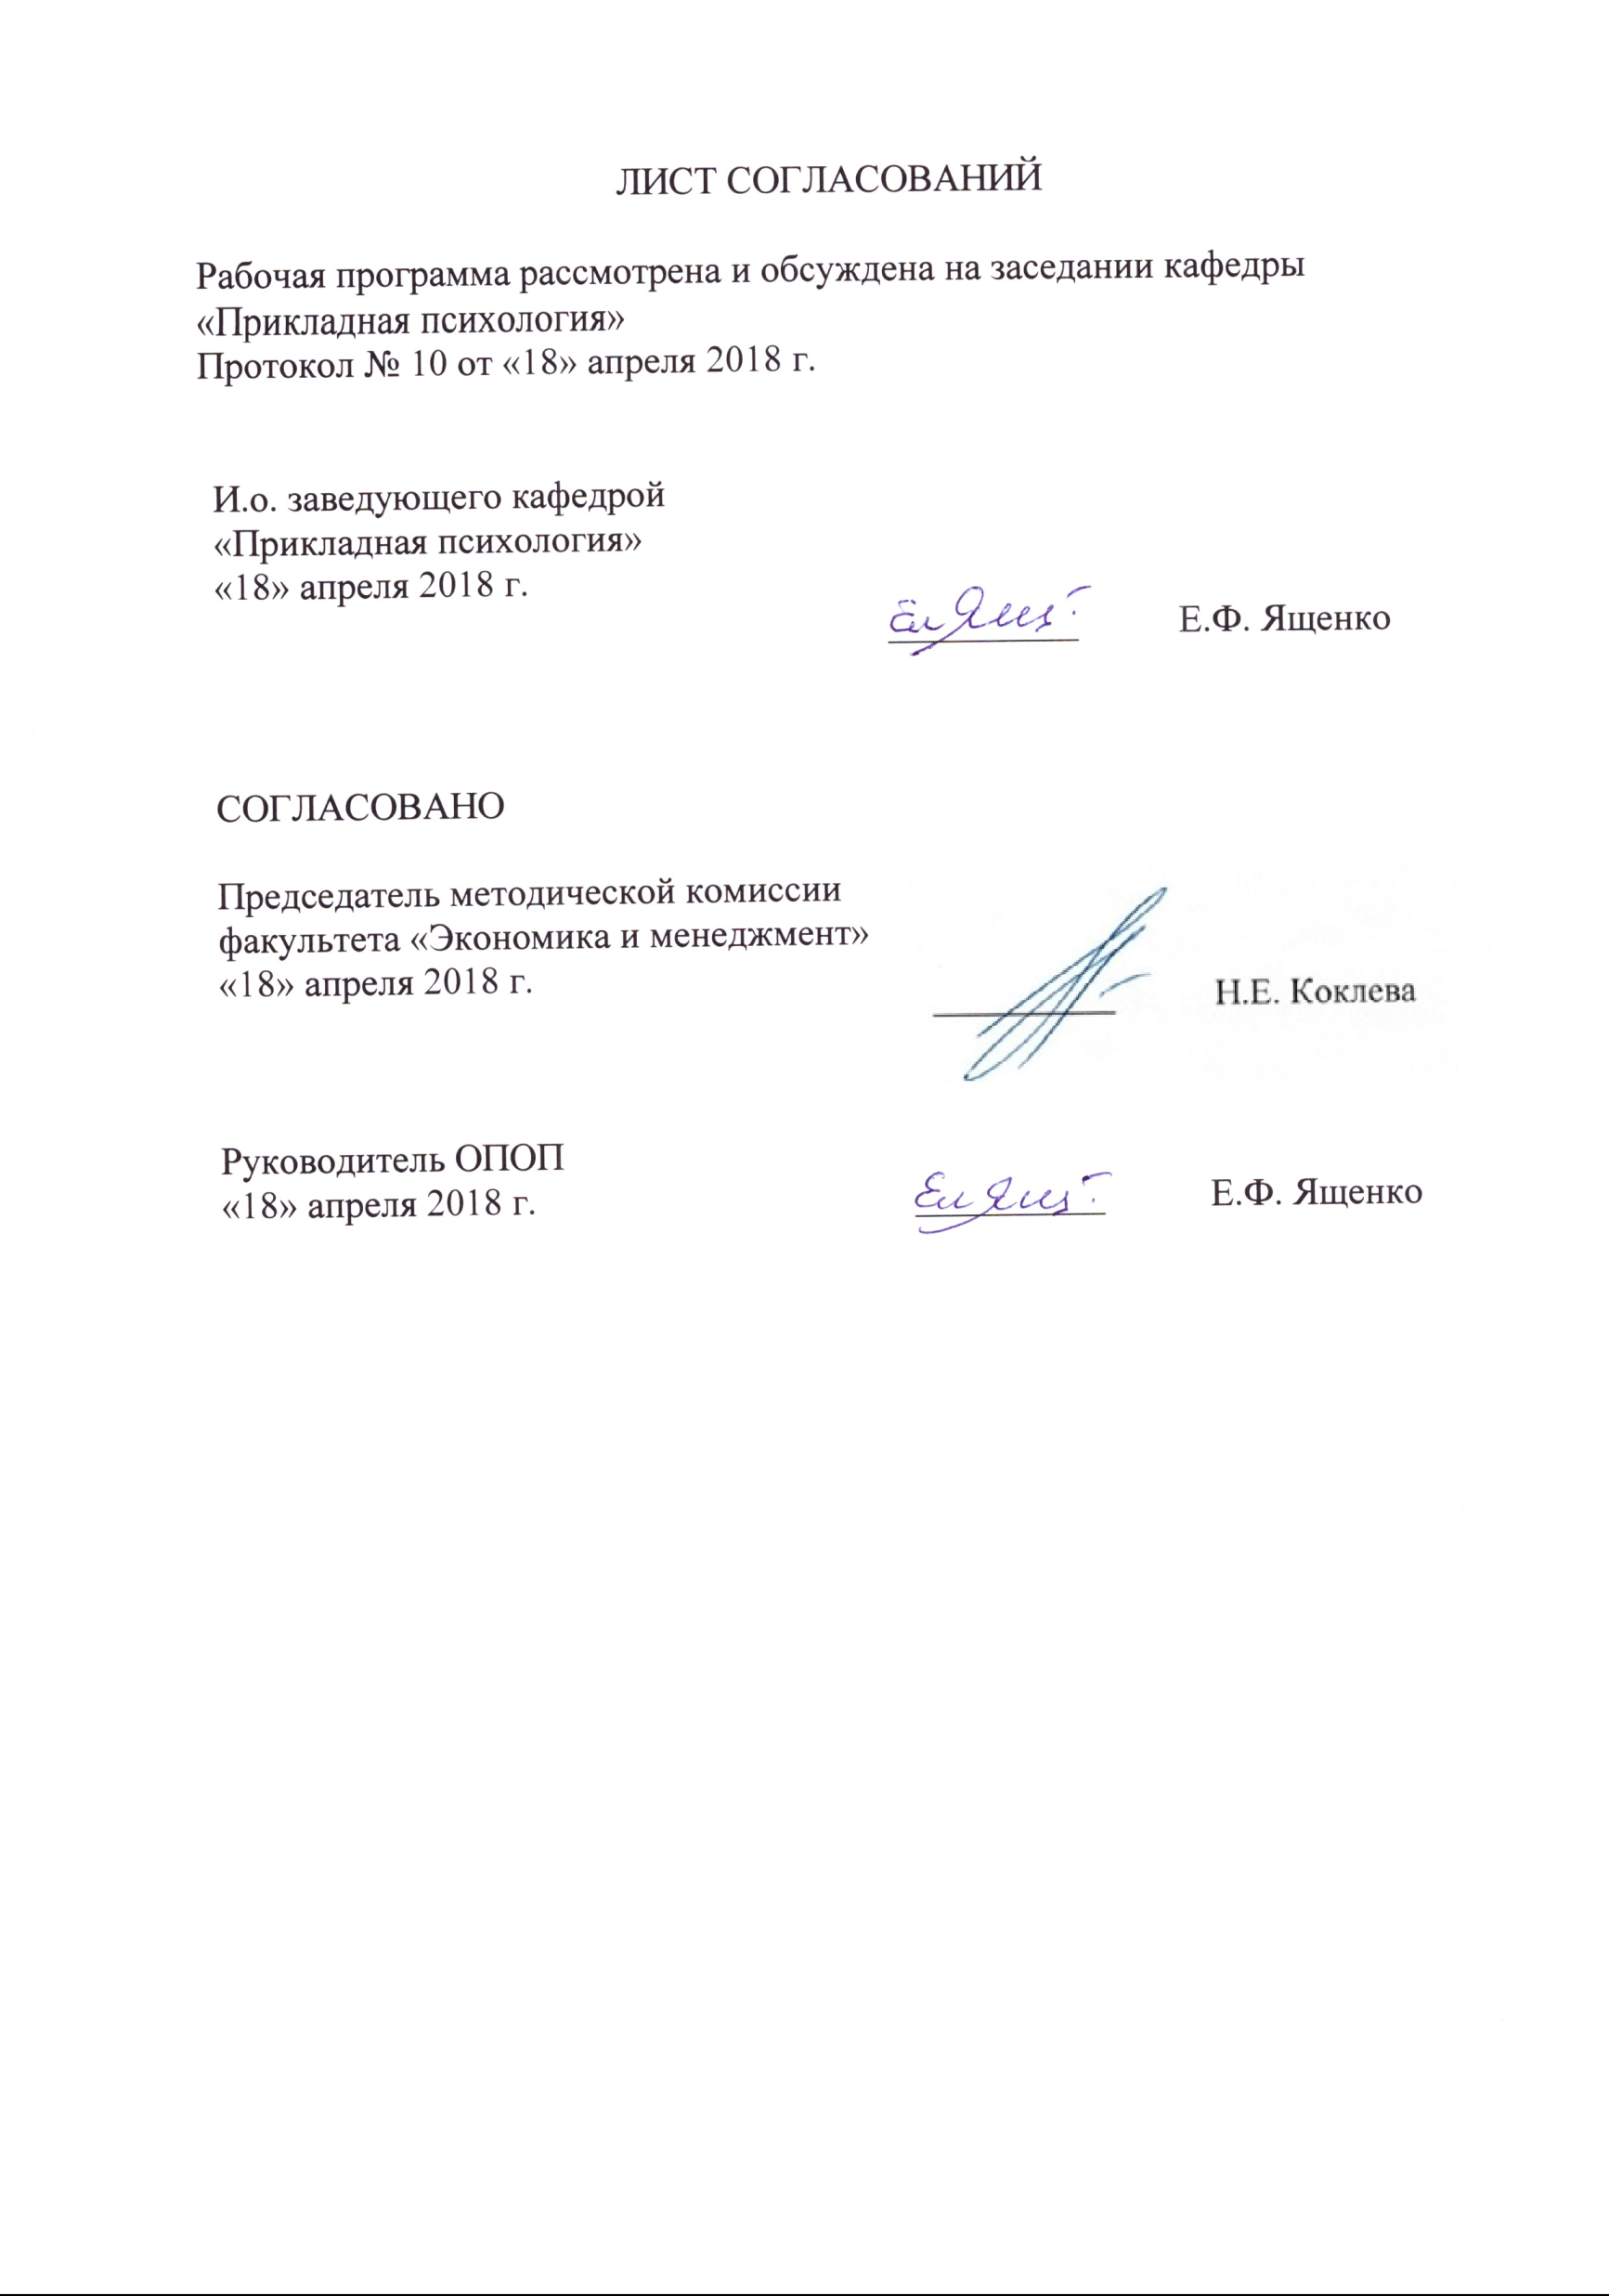 ЛИСТ СОГЛАСОВАНИЙ
Рабочая программа рассмотрена и обсуждена на заседании кафедры
«Прикладная психология»
Протокол № 10 от «18» апреля 2018 г.
И.о. заведующего кафедрой
«Прикладная психология»
«18» апреля 2018 г.
Е.Ф. Ященко
СОГЛАСОВАНО
Председатель методической комиссии
факультета «Экономика и менеджмент»
«18» апреля 2018 г.
Н.Е. Коклева
Руководитель ОПОП
«18» апреля 2018 г.
Е.Ф. Ященко